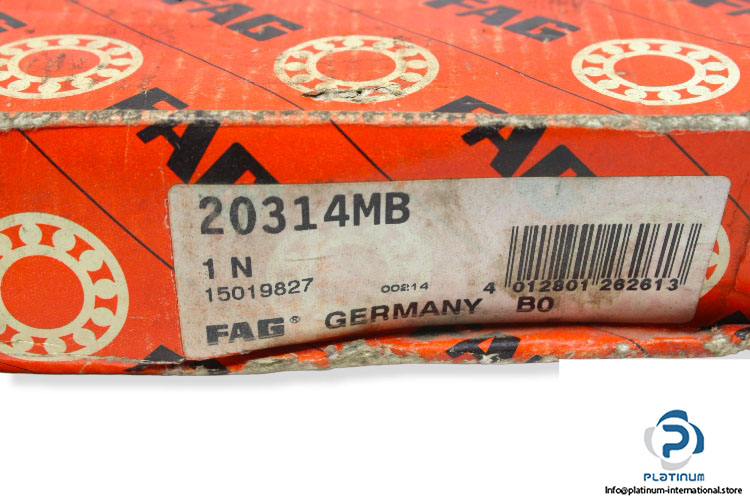 FAG
FAG
FAG
20314MB
1 N
15019827
00214
4 012801 262613
FAG® GERMANY B0
PLATINUM
Info@platinum-international.store